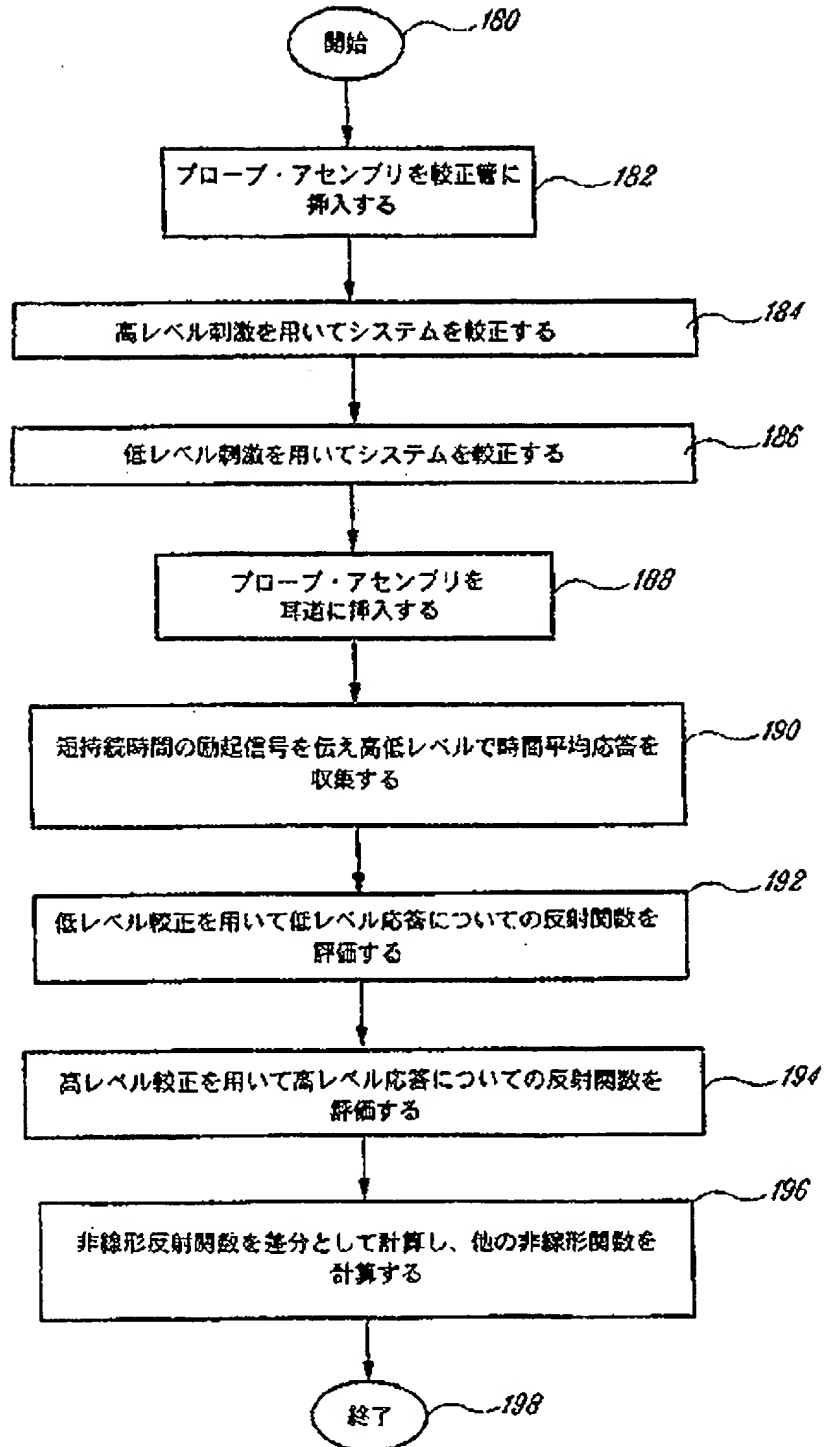 開始
180
プローブ・アセンブリを較正管に
挿入する
182
高レベル刺激を用いてシステムを較正する
184
低レベル刺激を用いてシステムを較正する
186
プローブ・アセンブリを
耳道に挿入する
188
短持続時間の励起信号を伝え高低レベルで時間平均応答を
収集する
190
低レベル較正を用いて低レベル応答についての反射関数を
評価する
192
高レベル較正を用いて高レベル応答についての反射関数を
評価する
194
非線形反射関数を差分として計算し、他の非線形関数を
計算する
196
終了
198